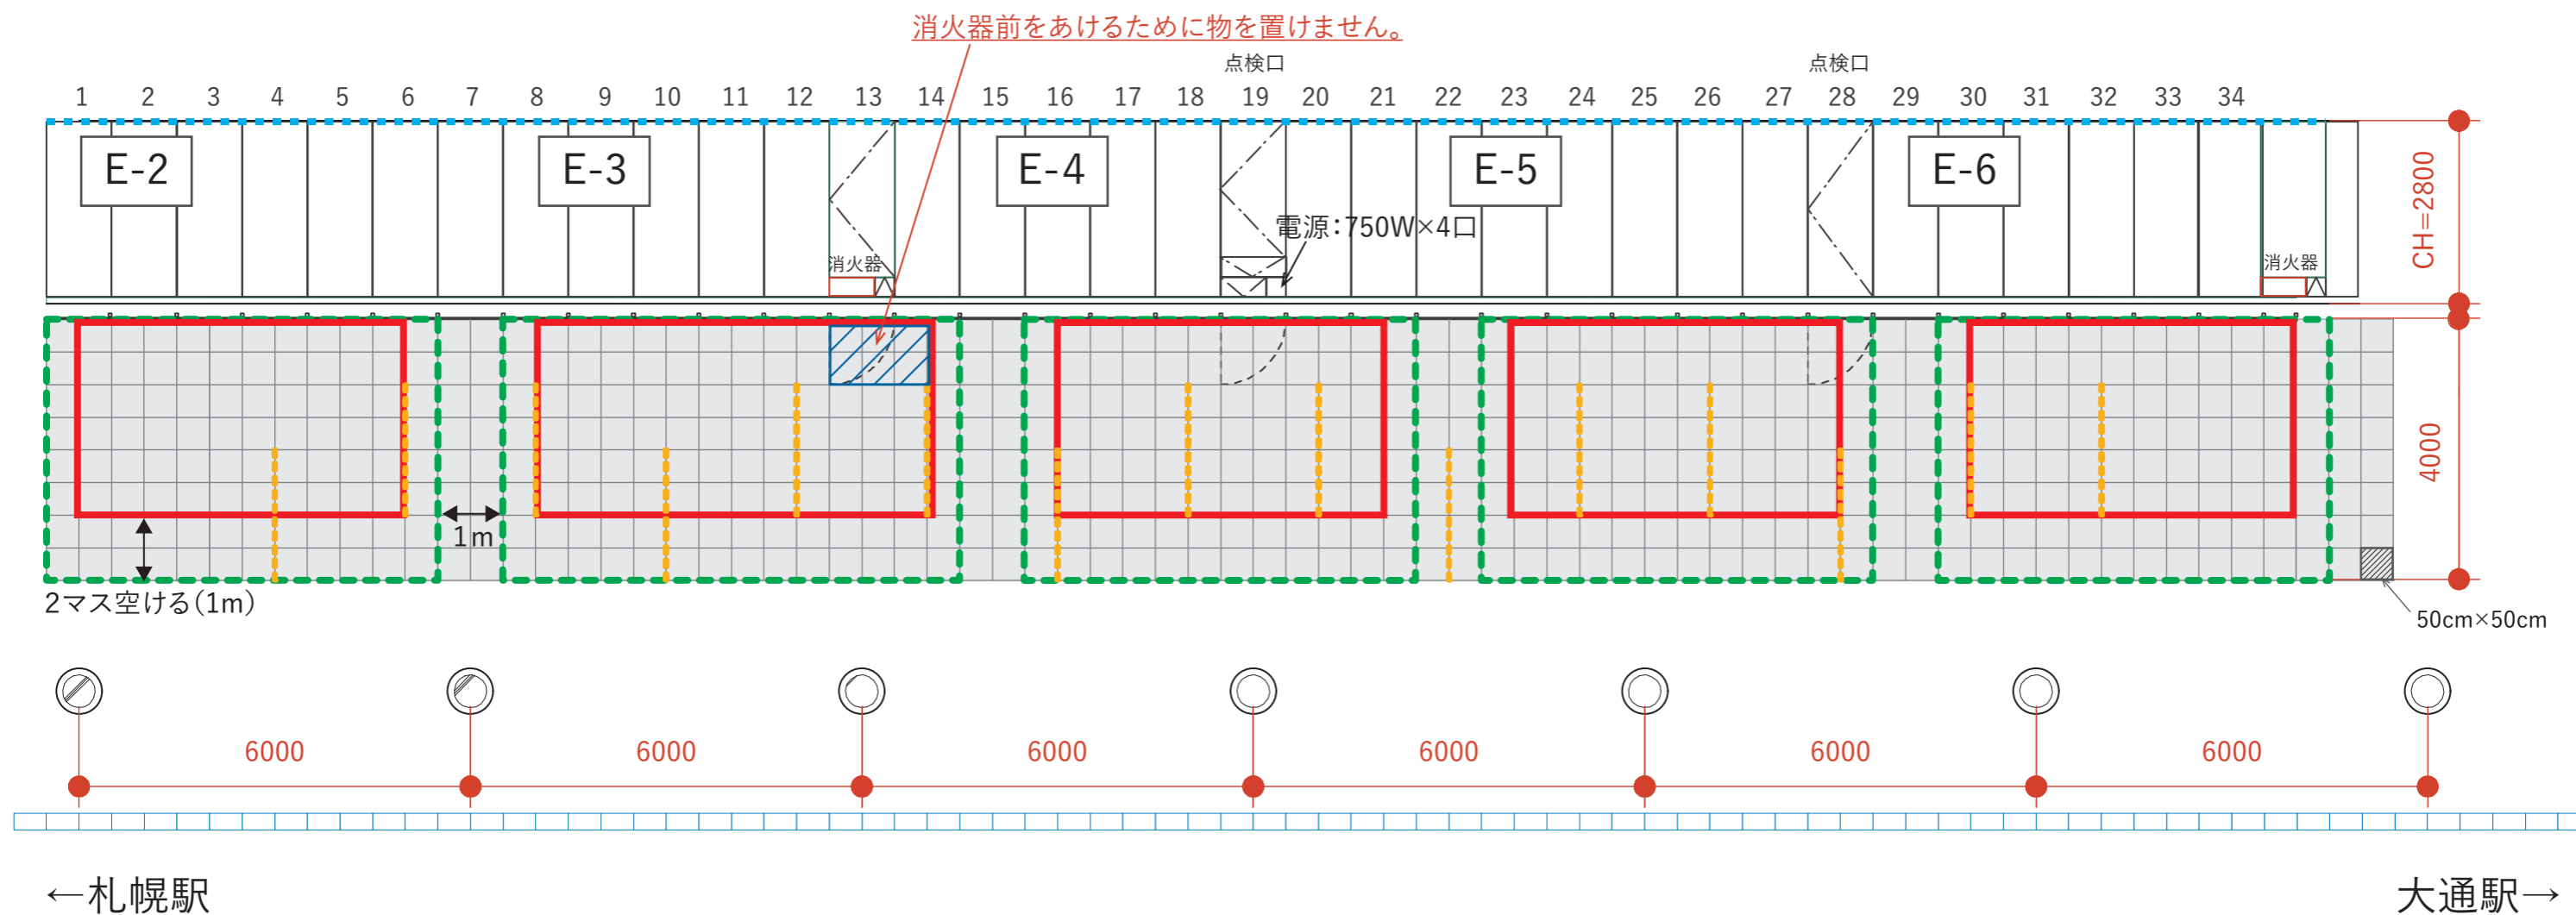 消火器前をあけるために物を置けません。
点検口 点検口
1 2 3 4 5 6 7 8 9 10 11 12 13 14 15 16 17 18 19 20 21 22 23 24 25 26 27 28 29 30 31 32 33 34
E-2 E-3 E-4 E-5 E-6
CH=2800
電源：750W×4口
消火器 消火器
4000
1m
2マス空ける（1m）
50cm×50cm
6000 6000 6000 6000 6000 6000
←札幌駅 大通駅→